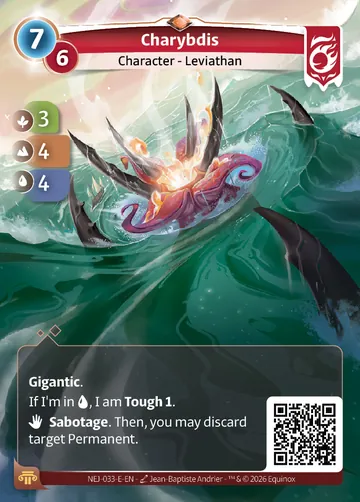 7
6
Charybdis
Character - Leviathan
3
4
4
Gigantic.
If I'm in , I am Tough 1.
Sabotage. Then, you may discard
target Permanent.
NEJ-033-E-EN - Jean-Baptiste Andrier - ™ & © 2026 Equinox